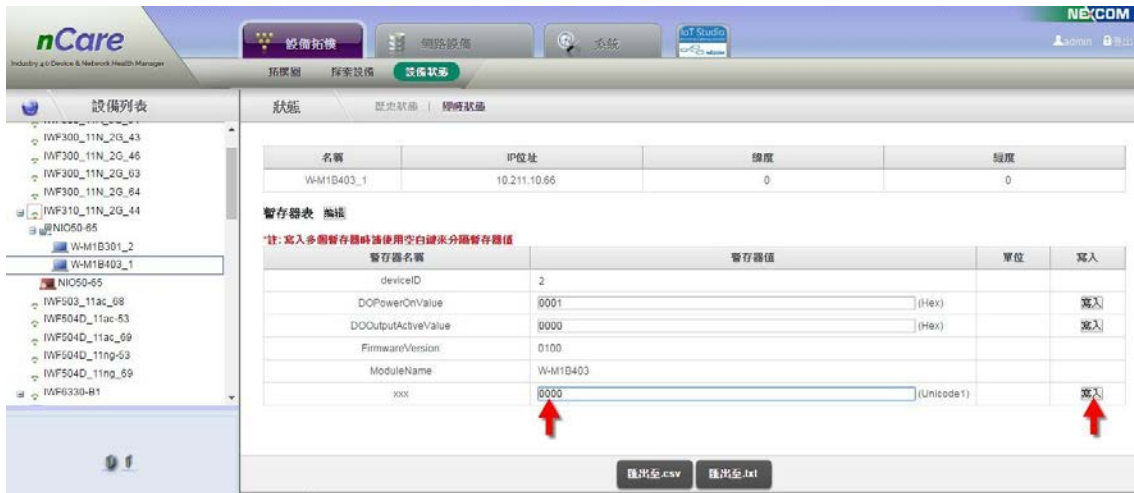 NEXCOM
nCare
Industry 4.0 Device & Network Health Manager
設備拓樸
網路設備
系統
IoT Studio
admin
登出
拓樸圖
探索設備
設備狀態
設備列表
狀態
歷史狀態 | 即時狀態
IWF300_11N_2G_43
IWF300_11N_2G_46
IWF300_11N_2G_63
IWF300_11N_2G_64
IWF310_11N_2G_44
NIO50-65
W-M1B301_2
W-M1B403_1
NIO50-65
IWF503_11ac_68
IWF504D_11ac-53
IWF504D_11ac_69
IWF504D_11ng-53
IWF504D_11ng_69
IWF6330-B1
名稱 IP位址 緯度 經度
W-M1B403_1 10.211.10.66 0 0
暫存器表 編輯
*註: 寫入多個暫存器時請使用空白鍵來分隔暫存器值
暫存器名稱 暫存器值 單位 寫入
deviceID 2
DOPowerOnValue 0001 (Hex) 寫入
DOOutputActiveValue 0000 (Hex) 寫入
FirmwareVersion 0100
ModuleName W-M1B403
xxx 0000 (Unicode1) 寫入
匯出至.csv 匯出至.txt